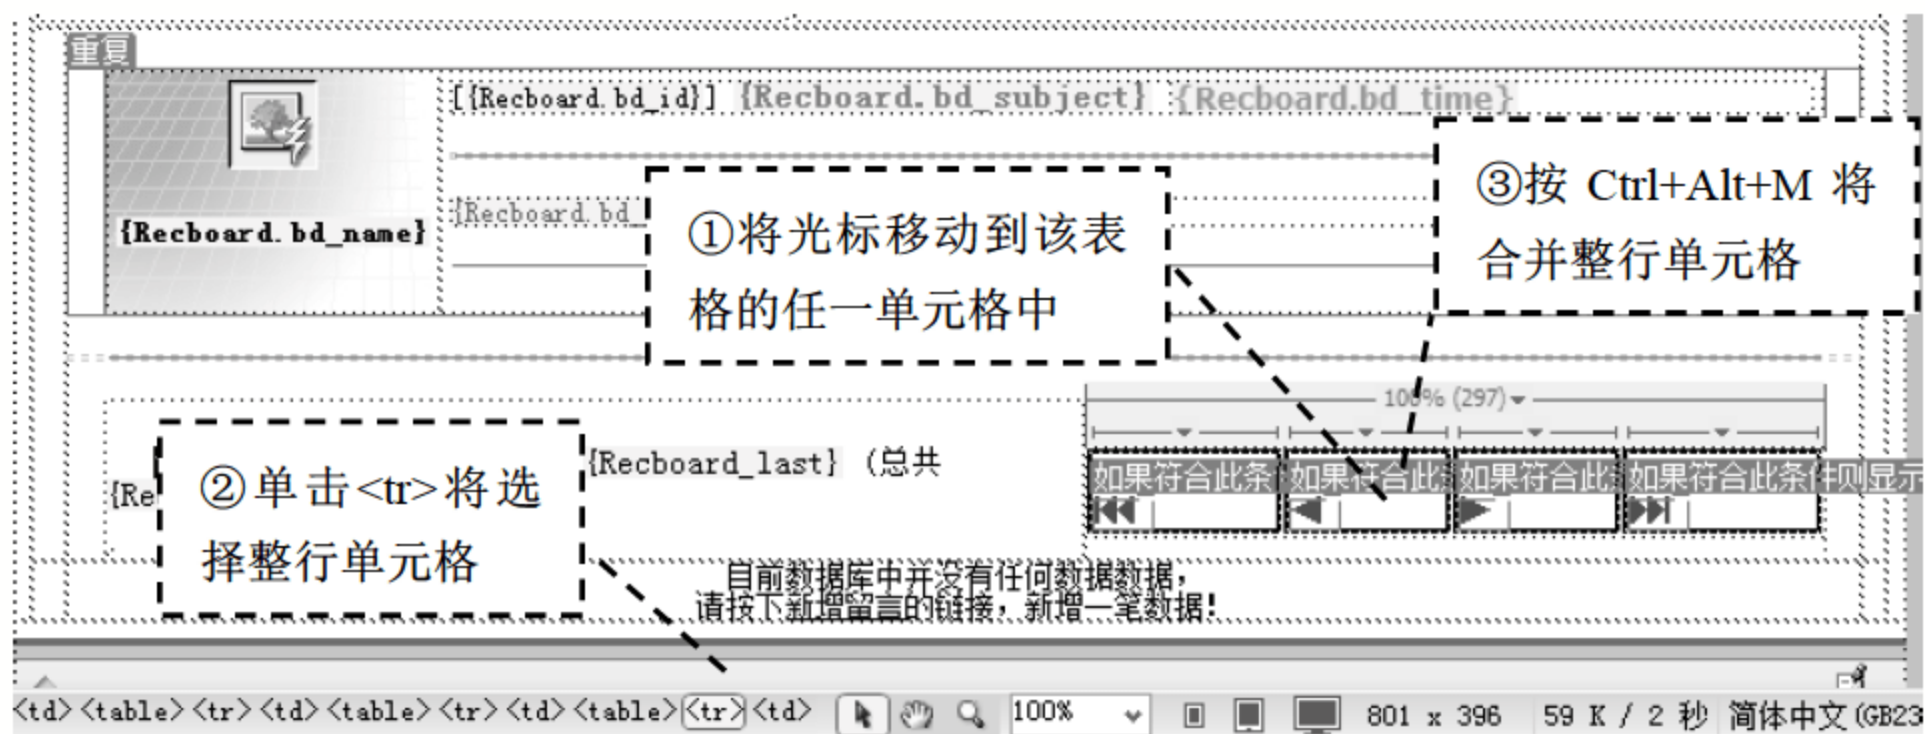 重复
[{Recboard.bd_id}] {Recboard.bd_subject} {Recboard.bd_time}
③按 Ctrl+Alt+M 将
合并整行单元格
{Recboard.bd_
{Recboard.bd_name}
①将光标移动到该表
格的任一单元格中
100% (297)
②单击<tr>将选
择整行单元格
{Re
{Recboard_last} (总共
如果符合此条 如果符合此 如果符合此 如果符合此条件则显示
目前数据库中并没有任何数据数据，
请按下新增留言的链接，新增一笔数据！
<td> <table> <tr> <td> <table> <tr> <td> <table> <tr> <td> 100% 801 x 396 59 K / 2 秒 简体中文(GB23